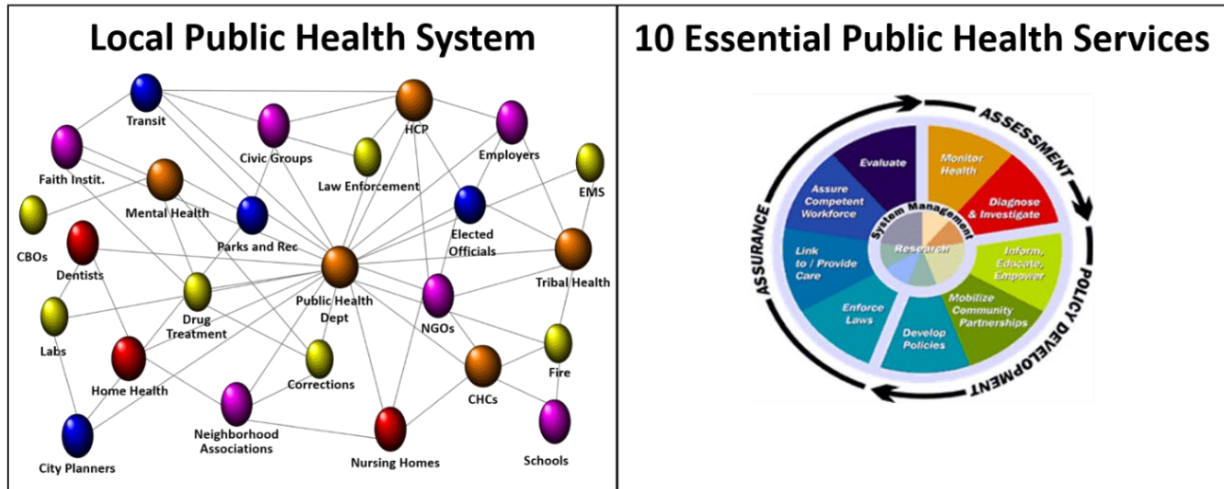 Local Public Health System
Transit
HCP
Civic Groups
Employers
Law Enforcement
Faith Instit.
EMS
Mental Health
CBOs
Parks and Rec
Elected
Officials
Dentists
Tribal Health
Public Health
Dept
NGOs
Drug
Treatment
Labs
Home Health
Corrections
CHCs
Fire
Neighborhood
Associations
City Planners
Nursing Homes
Schools
10 Essential Public Health Services
ASSESSMENT
POLICY DEVELOPMENT
ASSURANCE
Evaluate
Monitor
Health
Assure
Competent
Workforce
Diagnose
& Investigate
System Management
Research
Link
to / Provide
Care
Inform,
Educate,
Empower
Enforce
Laws
Develop
Policies
Mobilize
Community
Partnerships